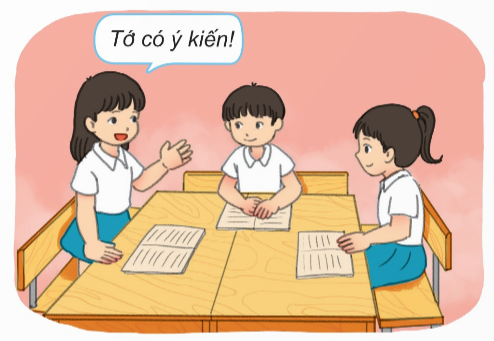 Tớ có ý kiến!